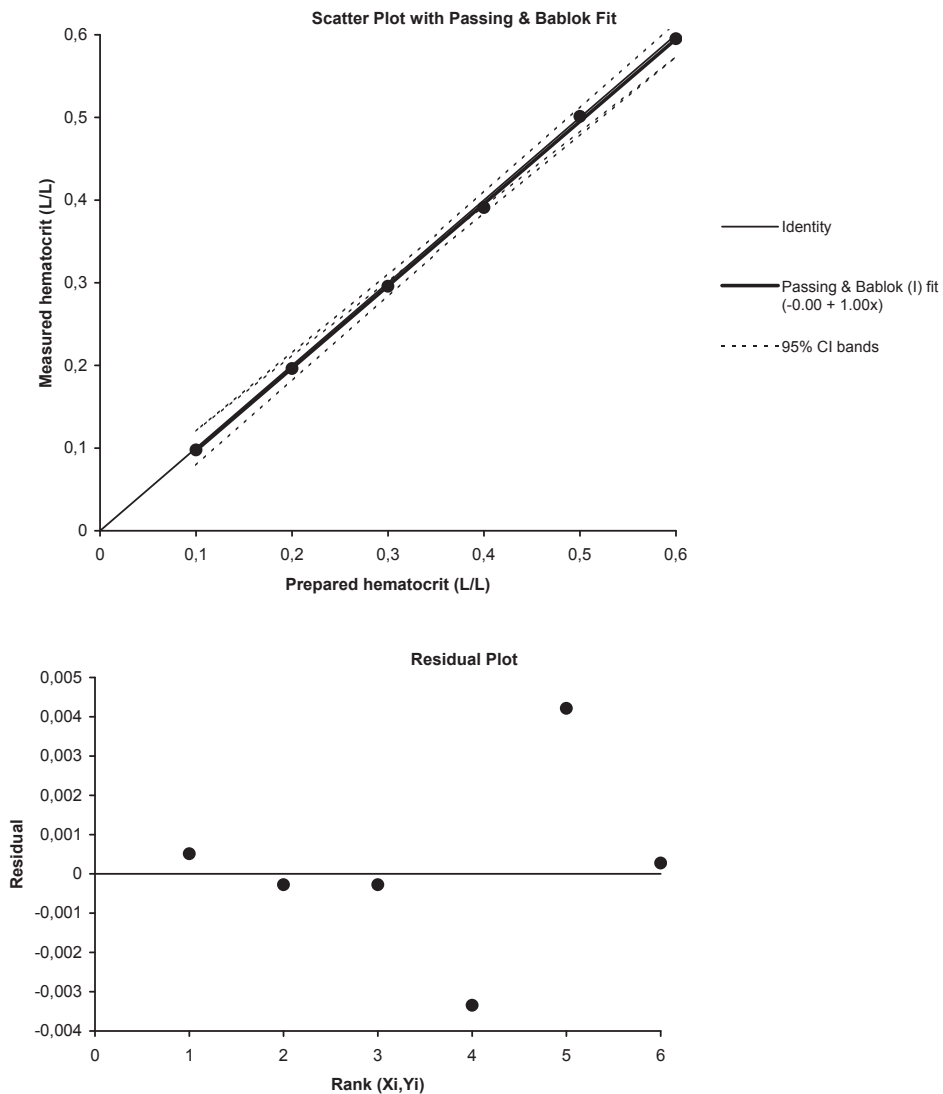 Scatter Plot with Passing & Bablok Fit
0,6
0,5
0,4
0,3
0,2
0,1
0
Measured hematocrit (L/L)
0 0,1 0,2 0,3 0,4 0,5 0,6
Prepared hematocrit (L/L)
Identity
Passing & Bablok (I) fit
(-0.00 + 1.00x)
95% CI bands
Residual Plot
0,005
0,004
0,003
0,002
0,001
0
-0,001
-0,002
-0,003
-0,004
Residual
0 1 2 3 4 5 6
Rank (Xi,Yi)